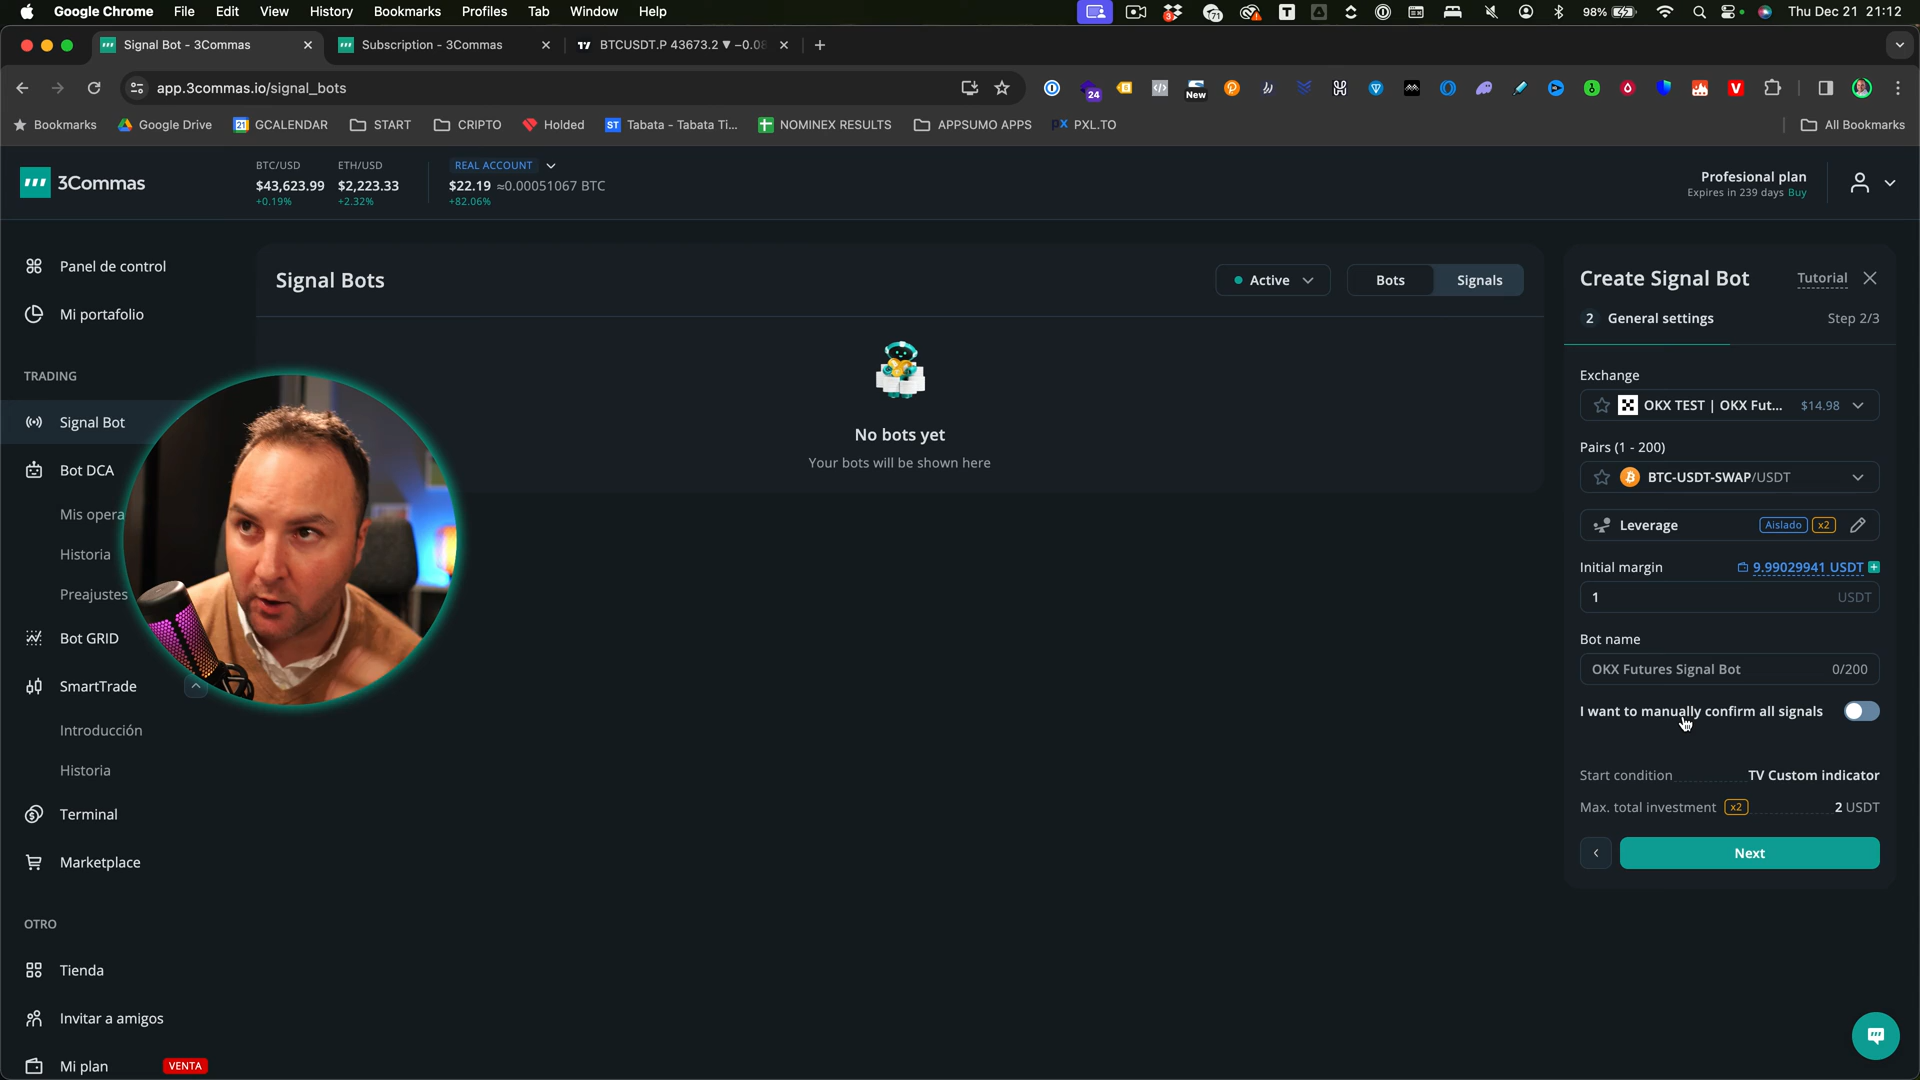 Google Chrome File Edit View History Bookmarks Profiles Tab Window Help 98% Thu Dec 21 21:12
Signal Bot - 3Commas Subscription - 3Commas BTCUSDT.P 43673.2 ▼ −0.08
app.3commas.io/signal_bots
Bookmarks Google Drive GCALENDAR START CRIPTO Holded Tabata - Tabata Ti... NOMINEX RESULTS APPSUMO APPS PXL.TO All Bookmarks
3Commas
BTC/USD ETH/USD REAL ACCOUNT
$43,623.99 $2,223.33 $22.19 ≈0.00051067 BTC
+0.19% +2.32% +82.06%
Profesional plan
Expires in 239 days Buy
Panel de control
Mi portafolio
TRADING
Signal Bot
Bot DCA
Mis opera
Historia
Preajustes
Bot GRID
SmartTrade
Introducción
Historia
Terminal
Marketplace
OTRO
Tienda
Invitar a amigos
Mi plan VENTA
Signal Bots Active Bots Signals
No bots yet
Your bots will be shown here
Create Signal Bot Tutorial
2 General settings Step 2/3
Exchange
OKX TEST | OKX Fut... $14.98
Pairs (1 - 200)
BTC-USDT-SWAP/USDT
Leverage Aislado x2
Initial margin 9.99029941 USDT
1 USDT
Bot name
OKX Futures Signal Bot 0/200
I want to manually confirm all signals
Start condition TV Custom indicator
Max. total investment x2 2 USDT
Next